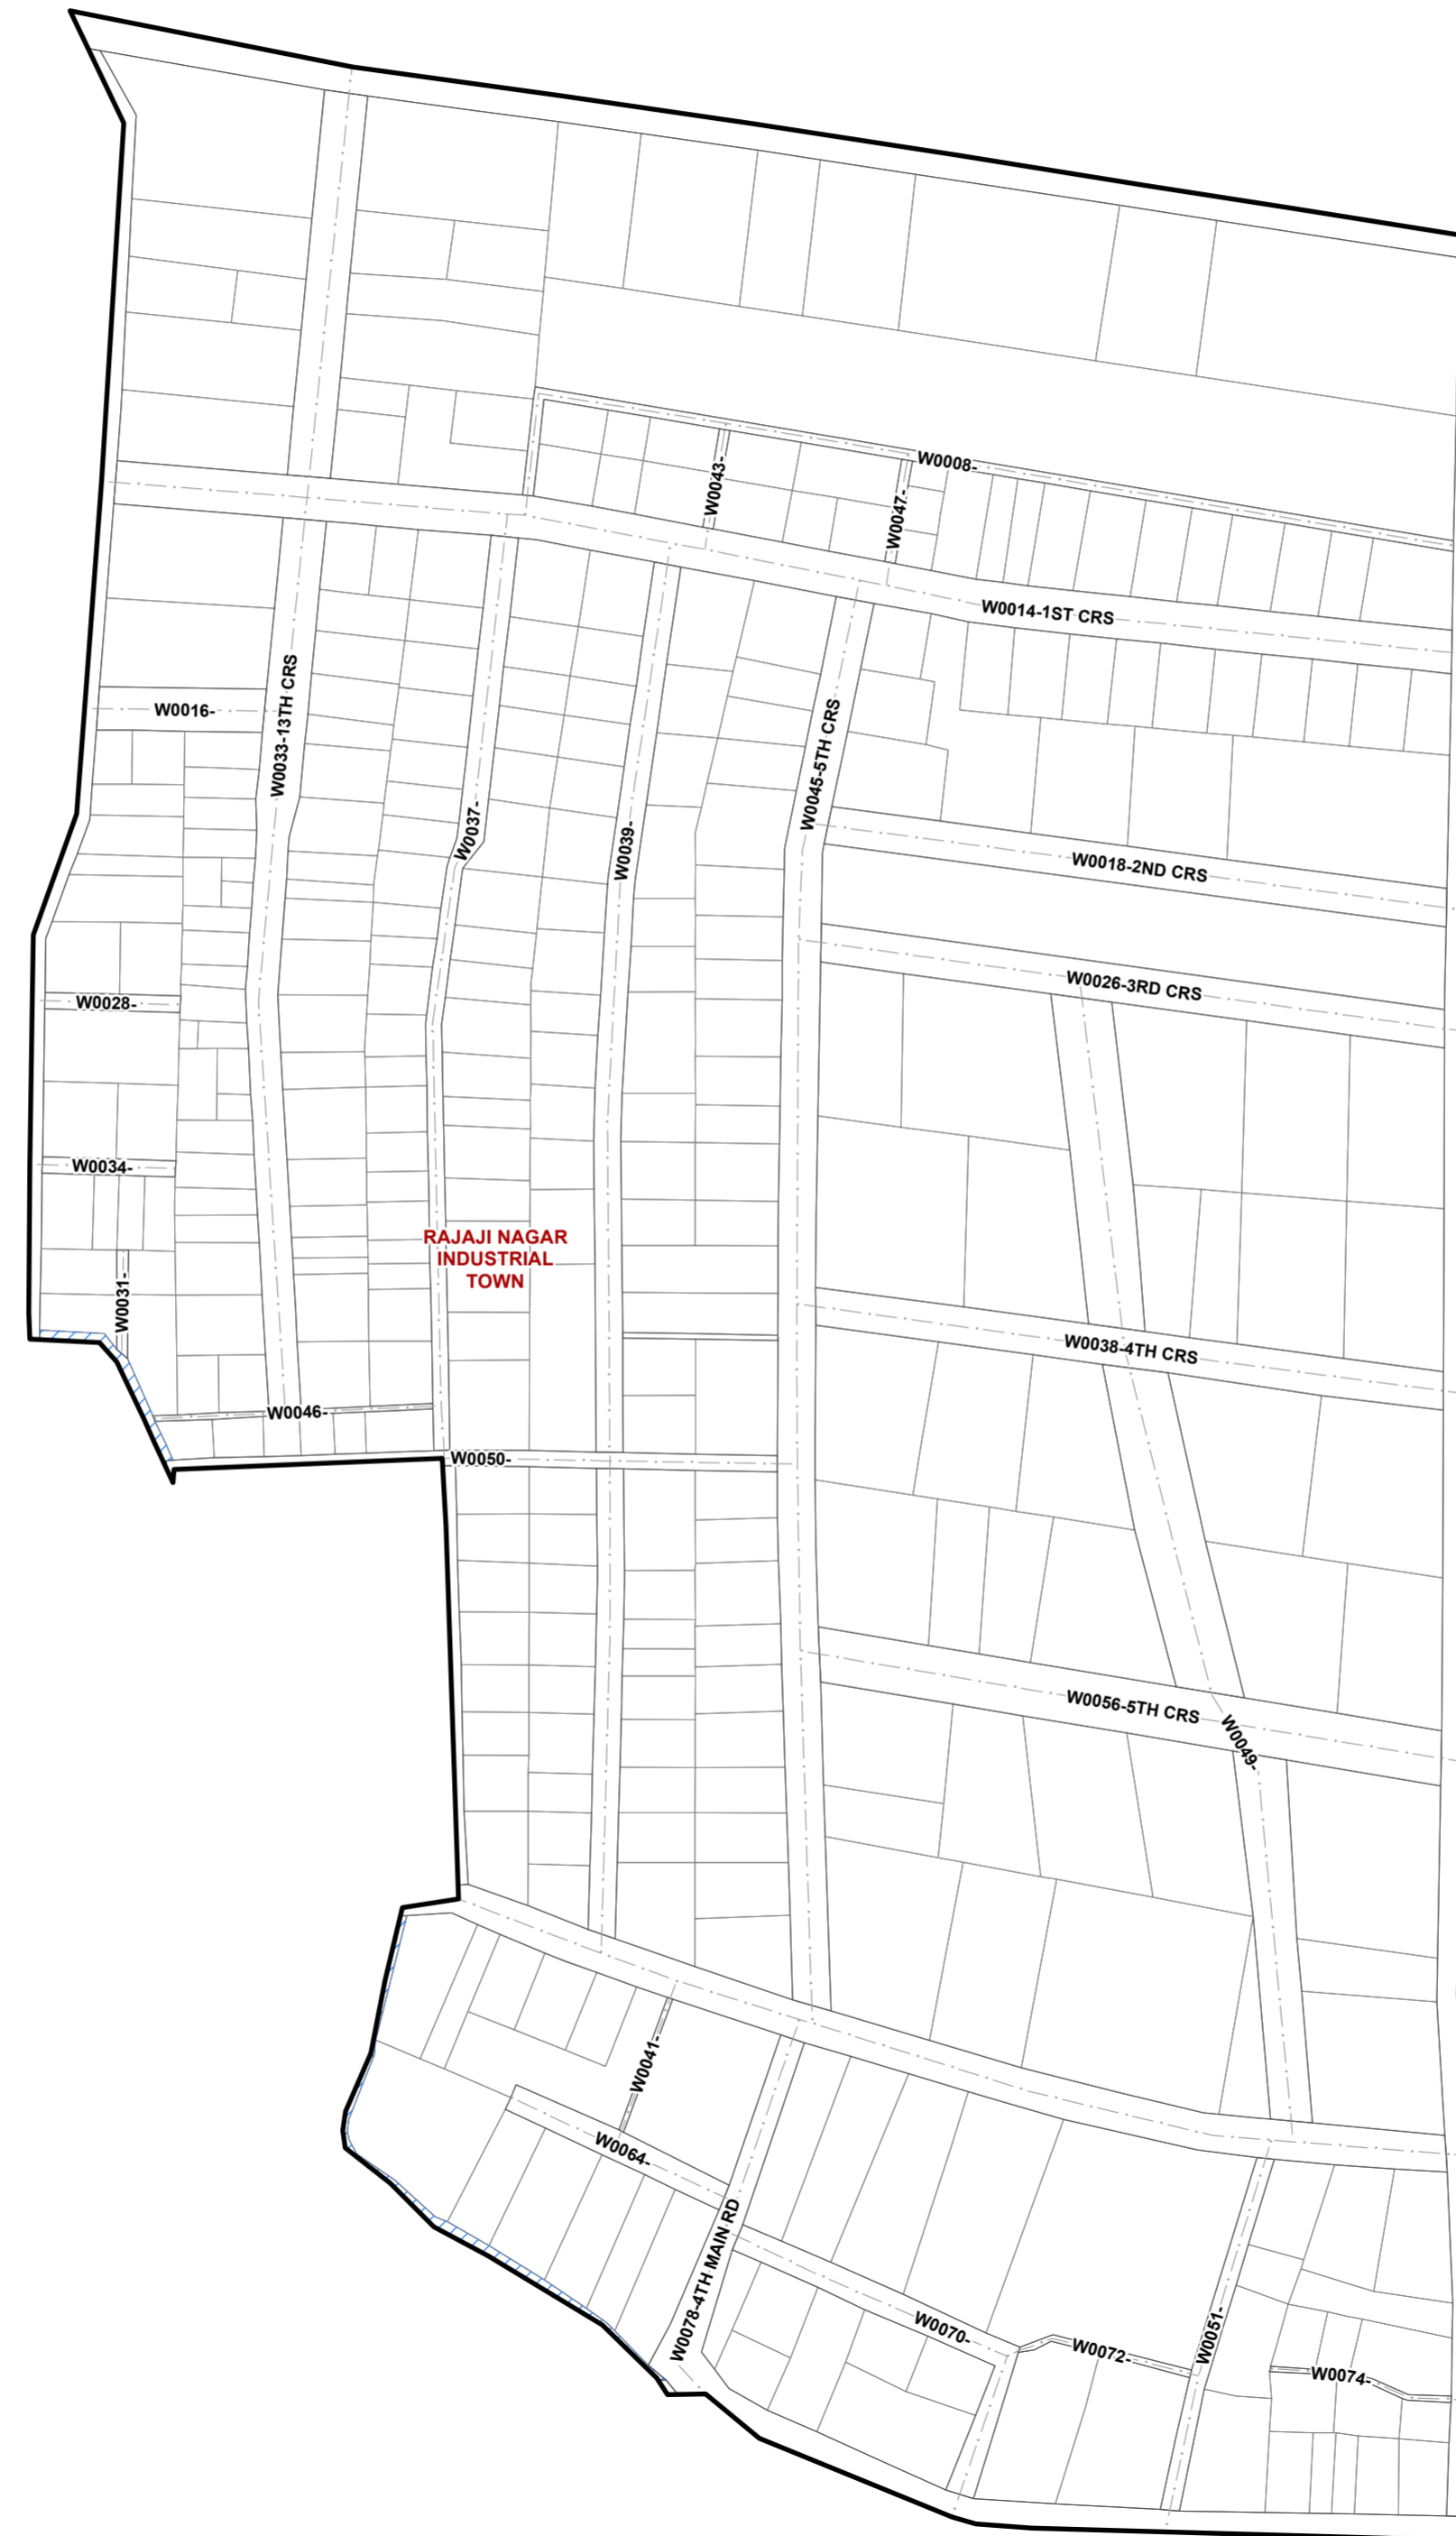 W0008-
W0043-
W0047-
W0014-1ST CRS
W0016-
W0033-13TH CRS
W0045-5TH CRS
W0037-
W0039-
W0018-2ND CRS
W0026-3RD CRS
W0028-
W0034-
RAJAJI NAGAR
INDUSTRIAL
TOWN
W0031-
W0038-4TH CRS
W0046-
W0050-
W0056-5TH CRS
W0049-
W0041-
W0064-
W0078-4TH MAIN RD
W0070-
W0072-
W0051-
W0074-